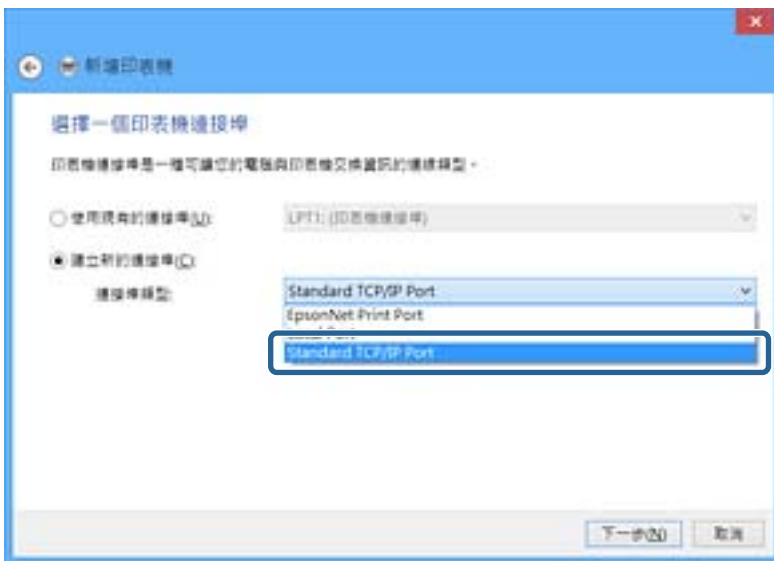 新增印表機
選擇一個印表機連接埠
印表機連接埠是一種可讓您的電腦與印表機交換資訊的連線類型。
使用現有的連接埠(U):
LPT1: (印表機連接埠)
建立新的連接埠(C):
連接埠類型:
Standard TCP/IP Port
EpsonNet Print Port
Local Port
Standard TCP/IP Port
下一步(N)
取消